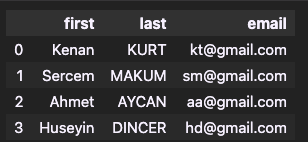 first last email
0 Kenan KURT kt@gmail.com
1 Sercem MAKUM sm@gmail.com
2 Ahmet AYCAN aa@gmail.com
3 Huseyin DINCER hd@gmail.com